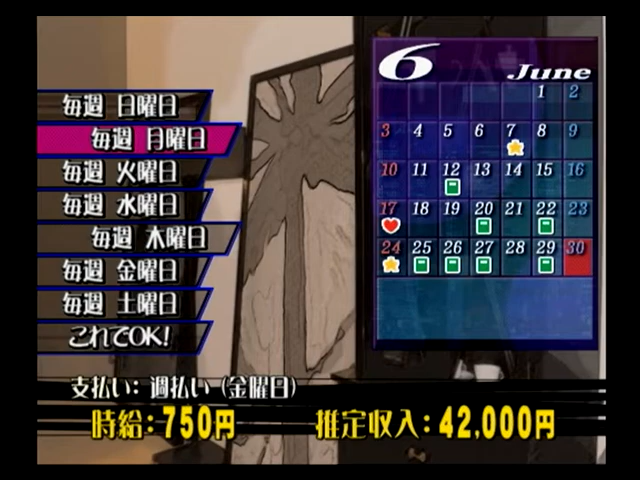 6
June
1 2
3 4 5 6 7 8 9
10 11 12 13 14 15 16
17 18 19 20 21 22 23
24 25 26 27 28 29 30
毎週 日曜日
毎週 月曜日
毎週 火曜日
毎週 水曜日
毎週 木曜日
毎週 金曜日
毎週 土曜日
これでOK!
支払い: 週払い (金曜日)
時給:750円 推定収入:42,000円